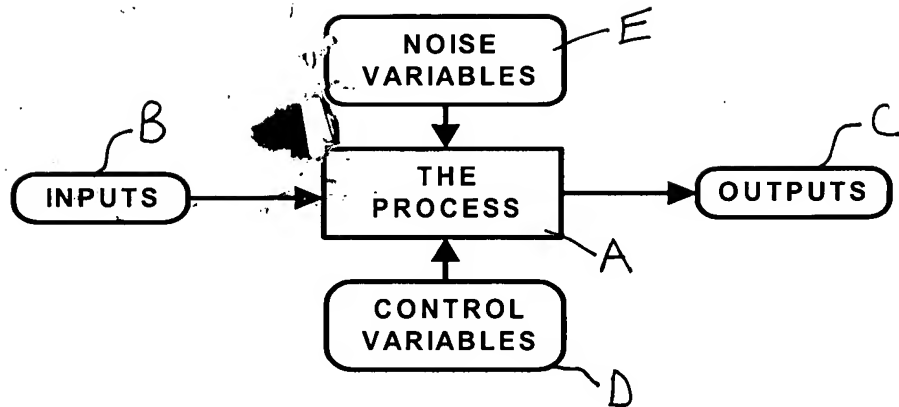 NOISE
VARIABLES
E
B
C
INPUTS
THE
PROCESS
OUTPUTS
A
CONTROL
VARIABLES
D